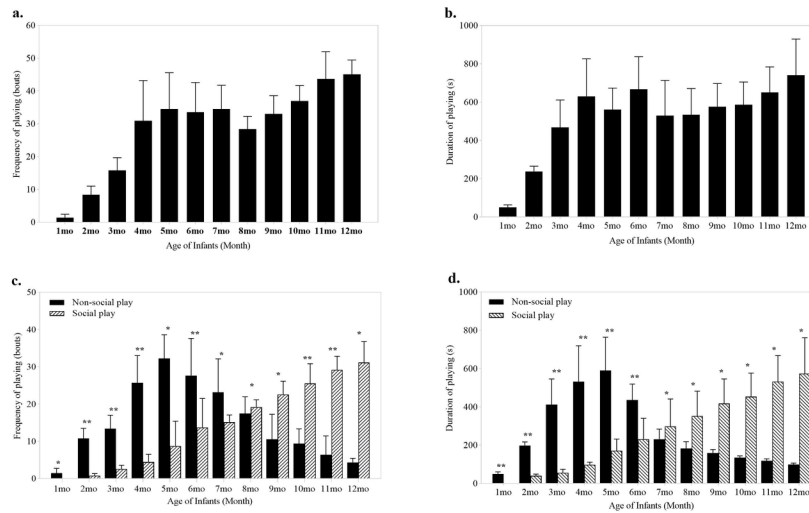 a.
60
50
40
30
20
10
0
Frequency of playing (bouts)
1mo 2mo 3mo 4mo 5mo 6mo 7mo 8mo 9mo 10mo 11mo 12mo
Age of Infants (Month)
b.
1000
800
600
400
200
0
Duration of playing (s)
1mo 2mo 3mo 4mo 5mo 6mo 7mo 8mo 9mo 10mo 11mo 12mo
Age of Infants (Month)
c.
50
40
30
20
10
0
Frequency of playing (bouts)
Non-social play
Social play
* ** ** ** * ** * * * ** ** *
1mo 2mo 3mo 4mo 5mo 6mo 7mo 8mo 9mo 10mo 11mo 12mo
Age of Infants (Month)
d.
1000
800
600
400
200
0
Duration of playing (s)
Non-social play
Social play
** ** ** ** ** ** * * * * * *
1mo 2mo 3mo 4mo 5mo 6mo 7mo 8mo 9mo 10mo 11mo 12mo
Age of Infants (Month)